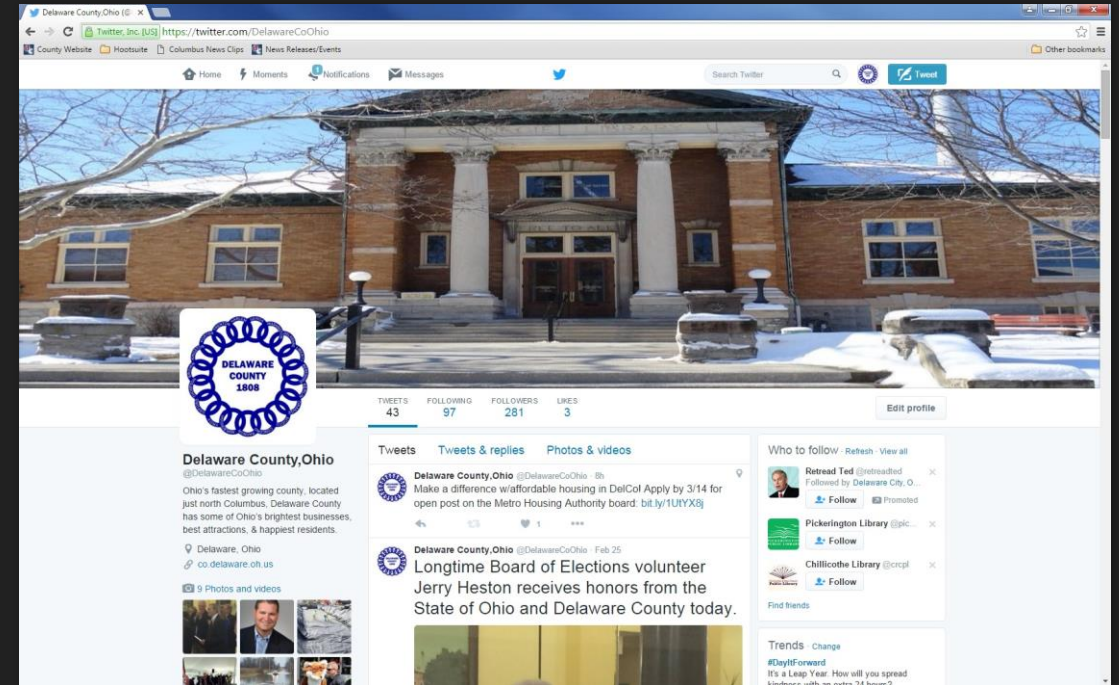 Delaware County,Ohio (@
Twitter, Inc. [US] https://twitter.com/DelawareCoOhio
County Website Hootsuite Columbus News Clips News Releases/Events Other bookmarks
Home Moments 1 Notifications Messages Search Twitter Tweet
DELAWARE
COUNTY
1808
TWEETS FOLLOWING FOLLOWERS LIKES
43 97 281 3
Edit profile
Delaware County,Ohio
@DelawareCoOhio
Ohio's fastest growing county, located
just north Columbus, Delaware County
has some of Ohio's brightest businesses,
best attractions, & happiest residents.
Delaware, Ohio
co.delaware.oh.us
9 Photos and videos
Tweets Tweets & replies Photos & videos
Delaware County,Ohio @DelawareCoOhio · 8h
Make a difference w/affordable housing in DelCo! Apply by 3/14 for
open post on the Metro Housing Authority board: bit.ly/1UtYX8j
1
Delaware County,Ohio @DelawareCoOhio · Feb 25
Longtime Board of Elections volunteer
Jerry Heston receives honors from the
State of Ohio and Delaware County today.
Who to follow · Refresh · View all
Retread Ted @retreadted
Followed by Delaware City, O...
Follow Promoted
Pickerington Library @pic...
Follow
Chillicothe Library @crcpl
Follow
Find friends
Trends · Change
#DayItForward
It's a Leap Year. How will you spread
kindness with an extra 24 hours?